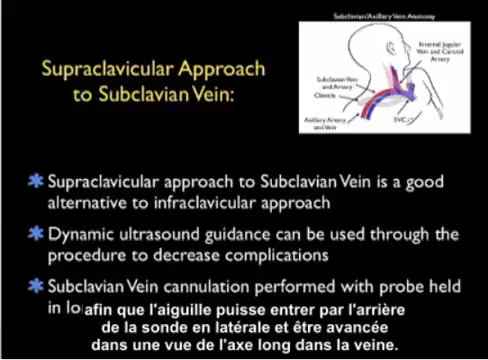 Subclavian/Axillary Vein Anatomy
Internal Jugular
Vein and Carotid
Artery
Subclavian Vein
and Artery
Clavicle
Axillary Artery
and Vein
SVC
Supraclavicular Approach
to Subclavian Vein:
Supraclavicular approach to Subclavian Vein is a good
alternative to infraclavicular approach
Dynamic ultrasound guidance can be used through the
procedure to decrease complications
Subclavian Vein cannulation performed with probe held
in
afin que l'aiguille puisse entrer par l'arrière
de la sonde en latérale et être avancée
dans une vue de l'axe long dans la veine.